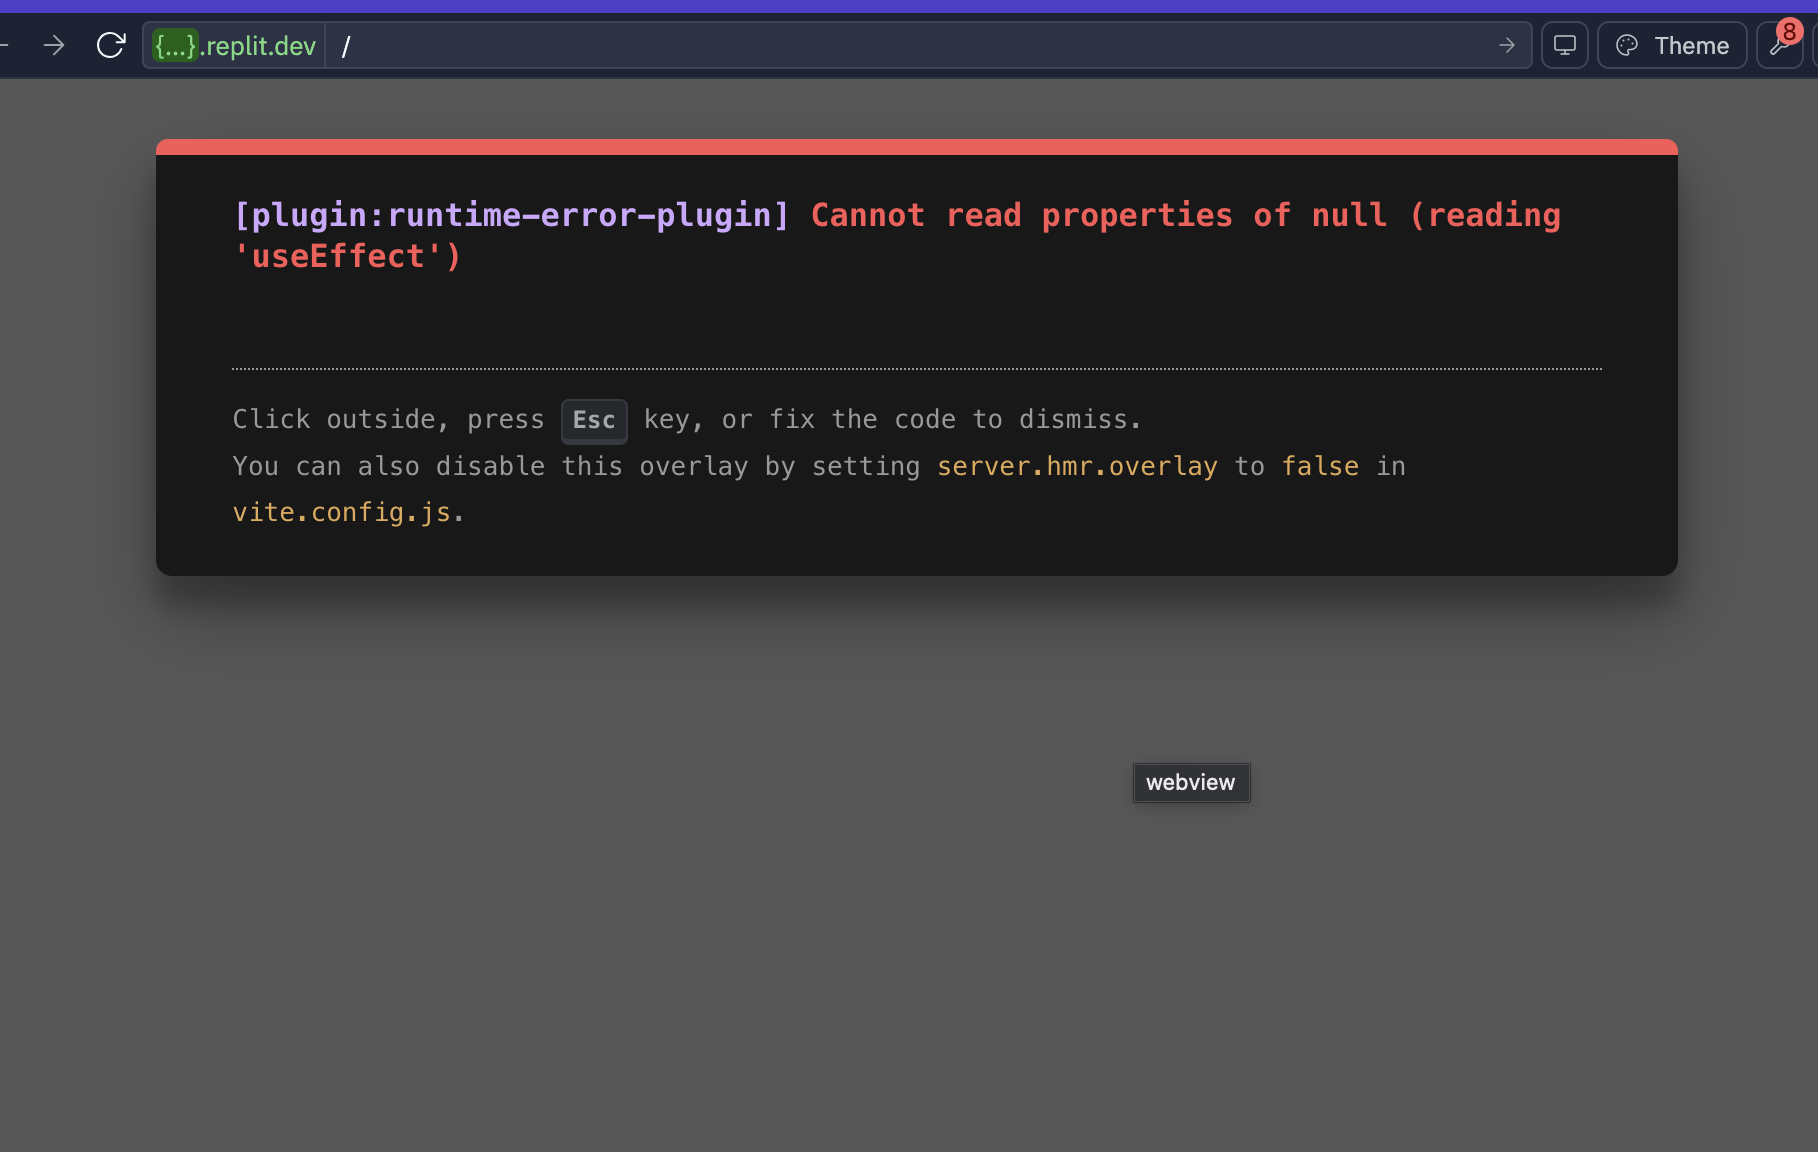 {...}.replit.dev /
Theme
8
[plugin:runtime-error-plugin] Cannot read properties of null (reading
'useEffect')
Click outside, press Esc key, or fix the code to dismiss.
You can also disable this overlay by setting server.hmr.overlay to false in
vite.config.js.
webview